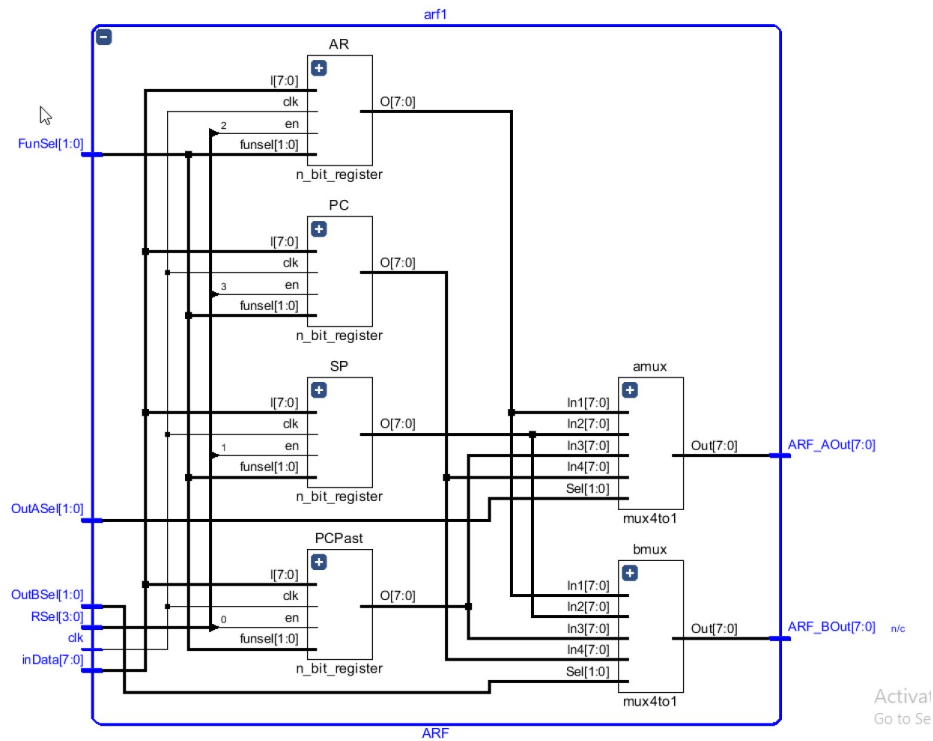 arf1
AR
I[7:0]
clk
2
en
funsel[1:0]
O[7:0]
n_bit_register
FunSel[1:0]
PC
I[7:0]
clk
3
en
funsel[1:0]
O[7:0]
n_bit_register
SP
I[7:0]
clk
1
en
funsel[1:0]
O[7:0]
n_bit_register
amux
In1[7:0]
In2[7:0]
In3[7:0]
In4[7:0]
Sel[1:0]
Out[7:0]
mux4to1
ARF_AOut[7:0]
OutASel[1:0]
PCPast
I[7:0]
clk
0
en
funsel[1:0]
O[7:0]
n_bit_register
bmux
In1[7:0]
In2[7:0]
In3[7:0]
In4[7:0]
Sel[1:0]
Out[7:0]
mux4to1
ARF_BOut[7:0] n/c
OutBSel[1:0]
RSel[3:0]
clk
inData[7:0]
ARF
Go to Se